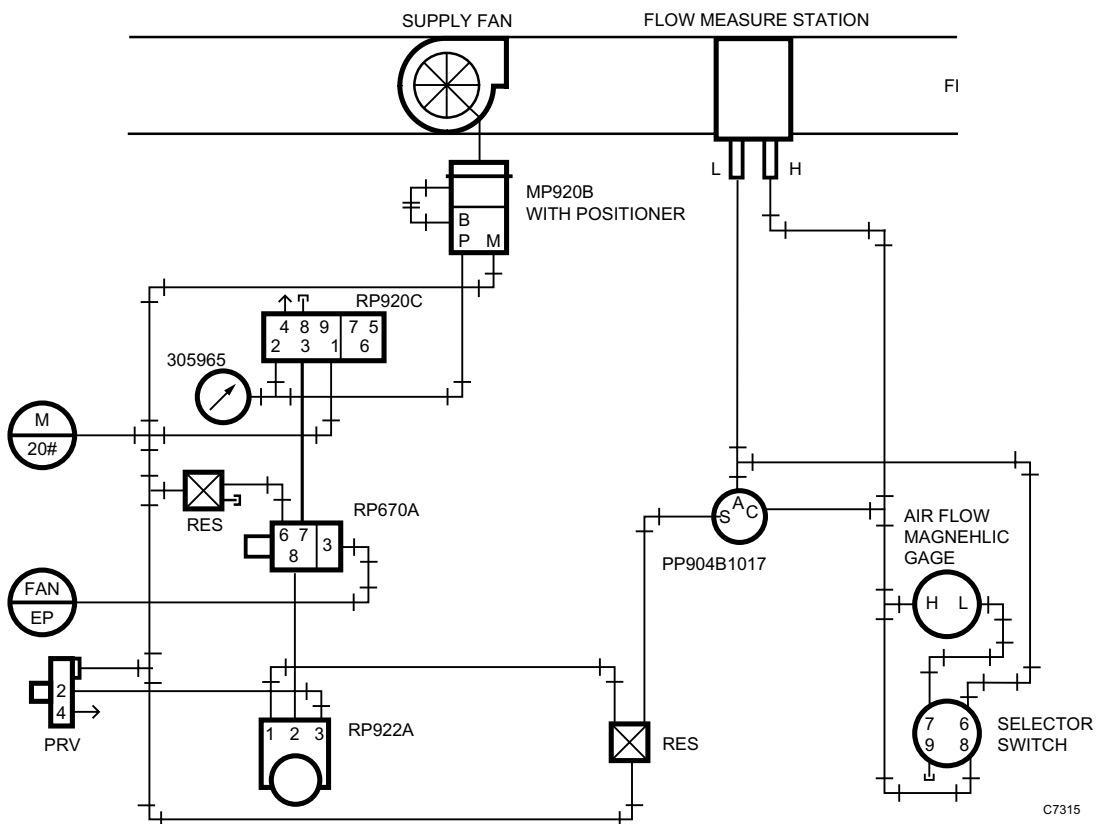 SUPPLY FAN
FLOW MEASURE STATION
FI
L
H
MP920B
WITH POSITIONER
B
P M
RP920C
4 8 9 7 5
2 3 1 6
305965
M
20#
RES
RP670A
6 7 3
8
S A C
PP904B1017
AIR FLOW
MAGNEHLIC
GAGE
H L
FAN
EP
2
4
PRV
1 2 3
RP922A
RES
7 6
9 8
SELECTOR
SWITCH
C7315